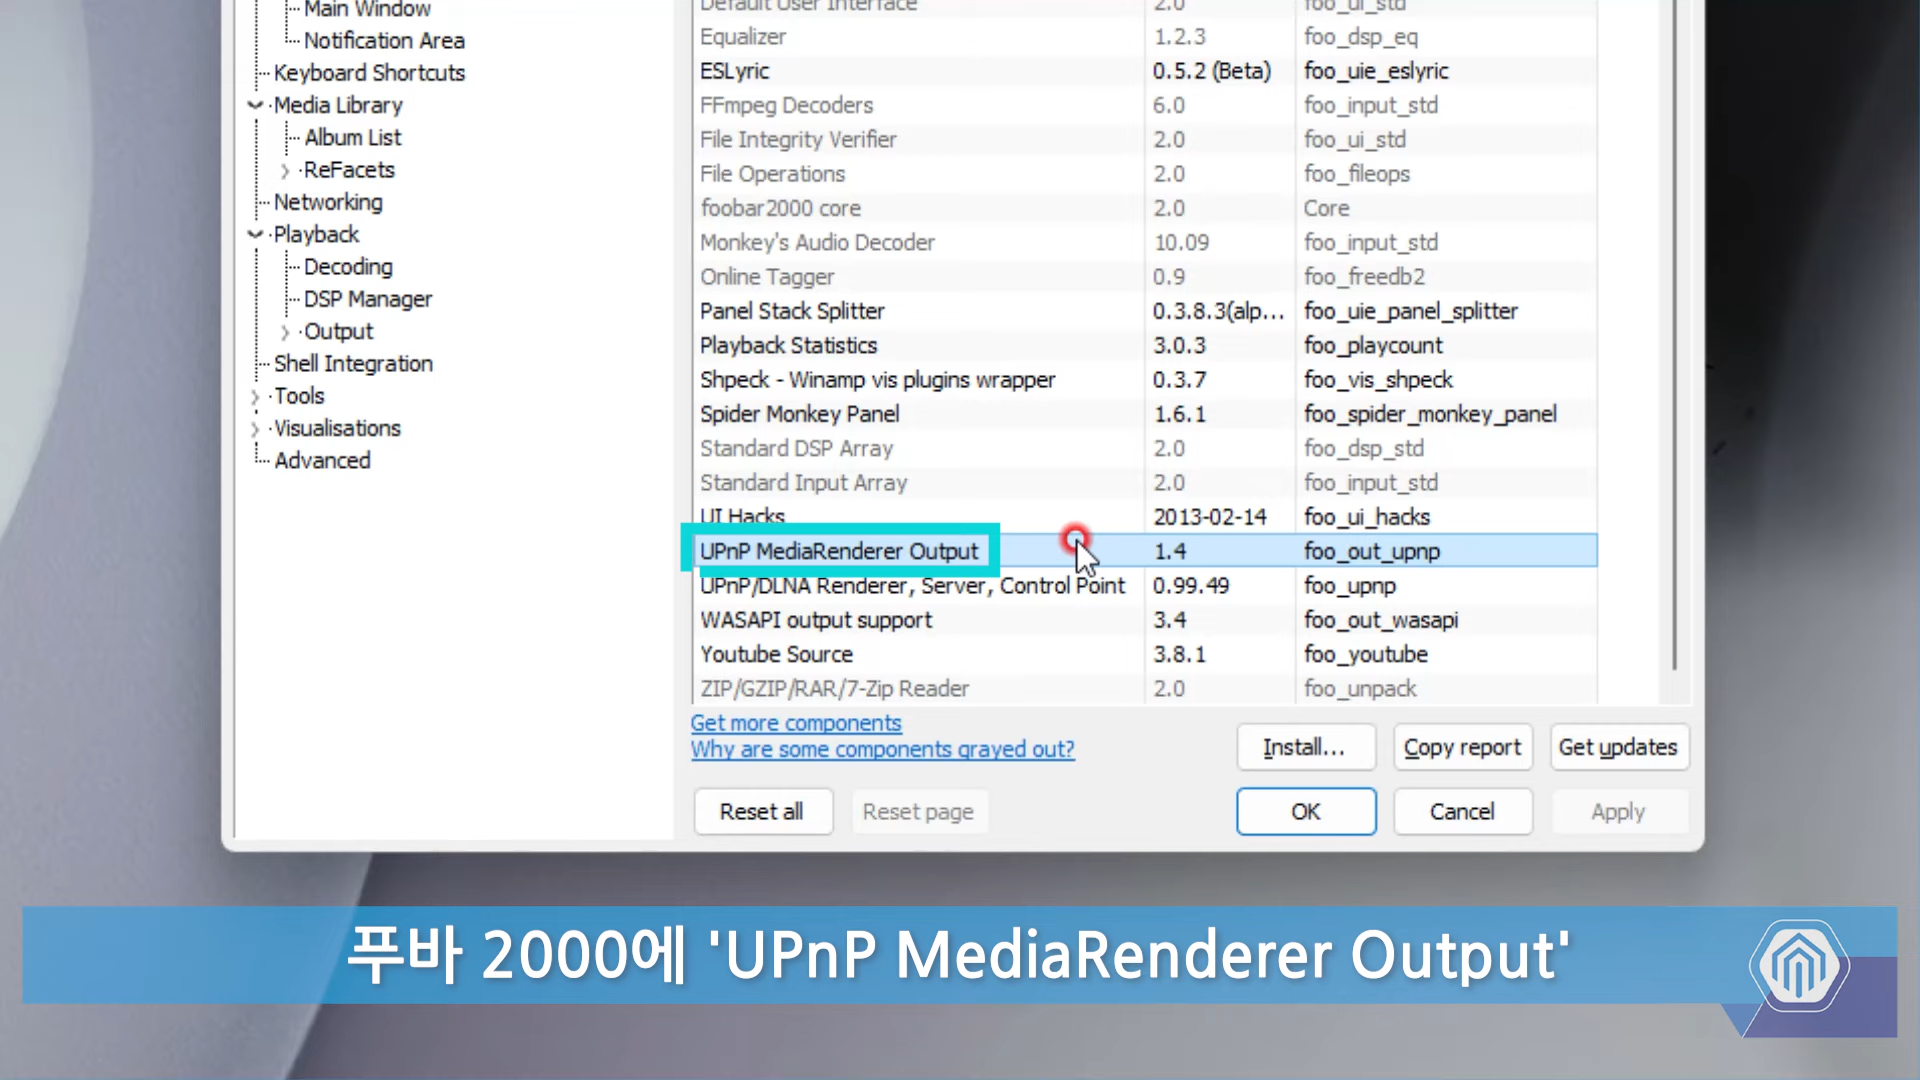 Main Window
Notification Area
Keyboard Shortcuts
Media Library
Album List
ReFacets
Networking
Playback
Decoding
DSP Manager
Output
Shell Integration
Tools
Visualisations
Advanced
Default User Interface 2.0 foo_ui_std
Equalizer 1.2.3 foo_dsp_eq
ESLyric 0.5.2 (Beta) foo_uie_eslyric
FFmpeg Decoders 6.0 foo_input_std
File Integrity Verifier 2.0 foo_ui_std
File Operations 2.0 foo_fileops
foobar2000 core 2.0 Core
Monkey's Audio Decoder 10.09 foo_input_std
Online Tagger 0.9 foo_freedb2
Panel Stack Splitter 0.3.8.3(alp... foo_uie_panel_splitter
Playback Statistics 3.0.3 foo_playcount
Shpeck - Winamp vis plugins wrapper 0.3.7 foo_vis_shpeck
Spider Monkey Panel 1.6.1 foo_spider_monkey_panel
Standard DSP Array 2.0 foo_dsp_std
Standard Input Array 2.0 foo_input_std
UI Hacks 2013-02-14 foo_ui_hacks
UPnP MediaRenderer Output 1.4 foo_out_upnp
UPnP/DLNA Renderer, Server, Control Point 0.99.49 foo_upnp
WASAPI output support 3.4 foo_out_wasapi
Youtube Source 3.8.1 foo_youtube
ZIP/GZIP/RAR/7-Zip Reader 2.0 foo_unpack
Get more components
Why are some components grayed out?
Install... Copy report Get updates
Reset all Reset page OK Cancel Apply
푸바 2000에 'UPnP MediaRenderer Output'